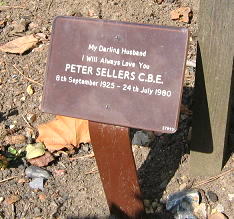 My Darling Husband
I Will Always Love You
PETER SELLERS C.B.E.
8th September 1925 - 24th July 1980